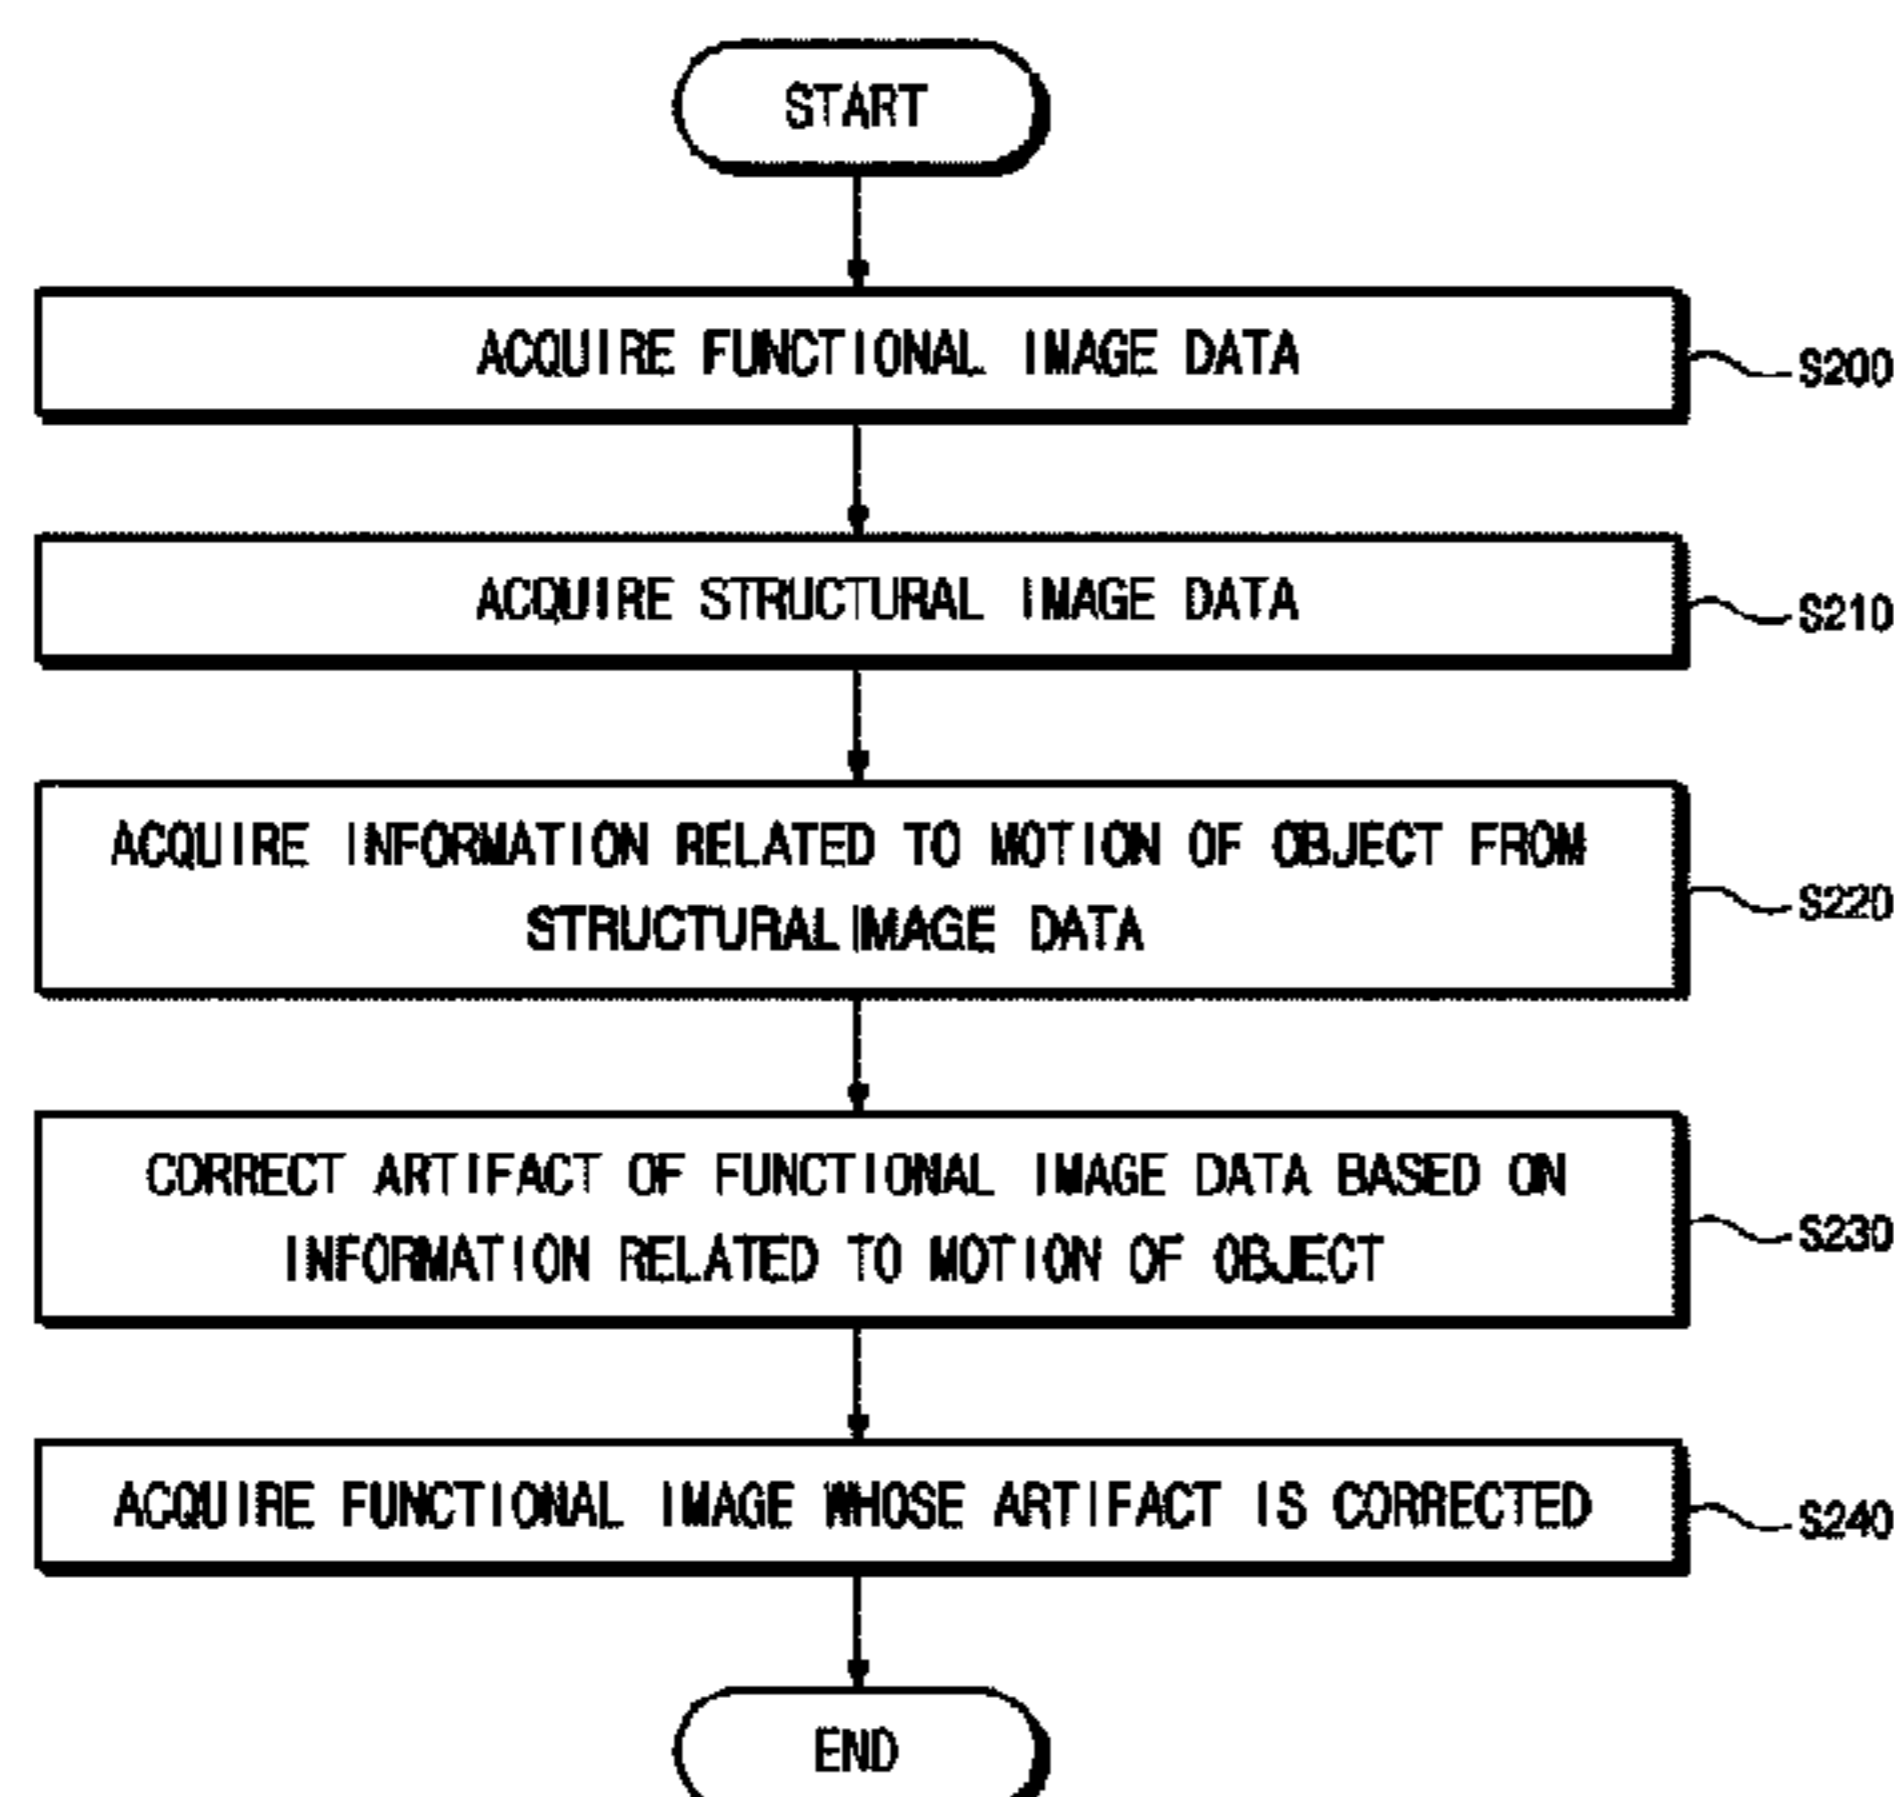 START
ACQUIRE FUNCTIONAL IMAGE DATA
S200
ACQUIRE STRUCTURAL IMAGE DATA
S210
ACQUIRE INFORMATION RELATED TO MOTION OF OBJECT FROM
STRUCTURAL IMAGE DATA
S220
CORRECT ARTIFACT OF FUNCTIONAL IMAGE DATA BASED ON
INFORMATION RELATED TO MOTION OF OBJECT
S230
ACQUIRE FUNCTIONAL IMAGE WHOSE ARTIFACT IS CORRECTED
S240
END